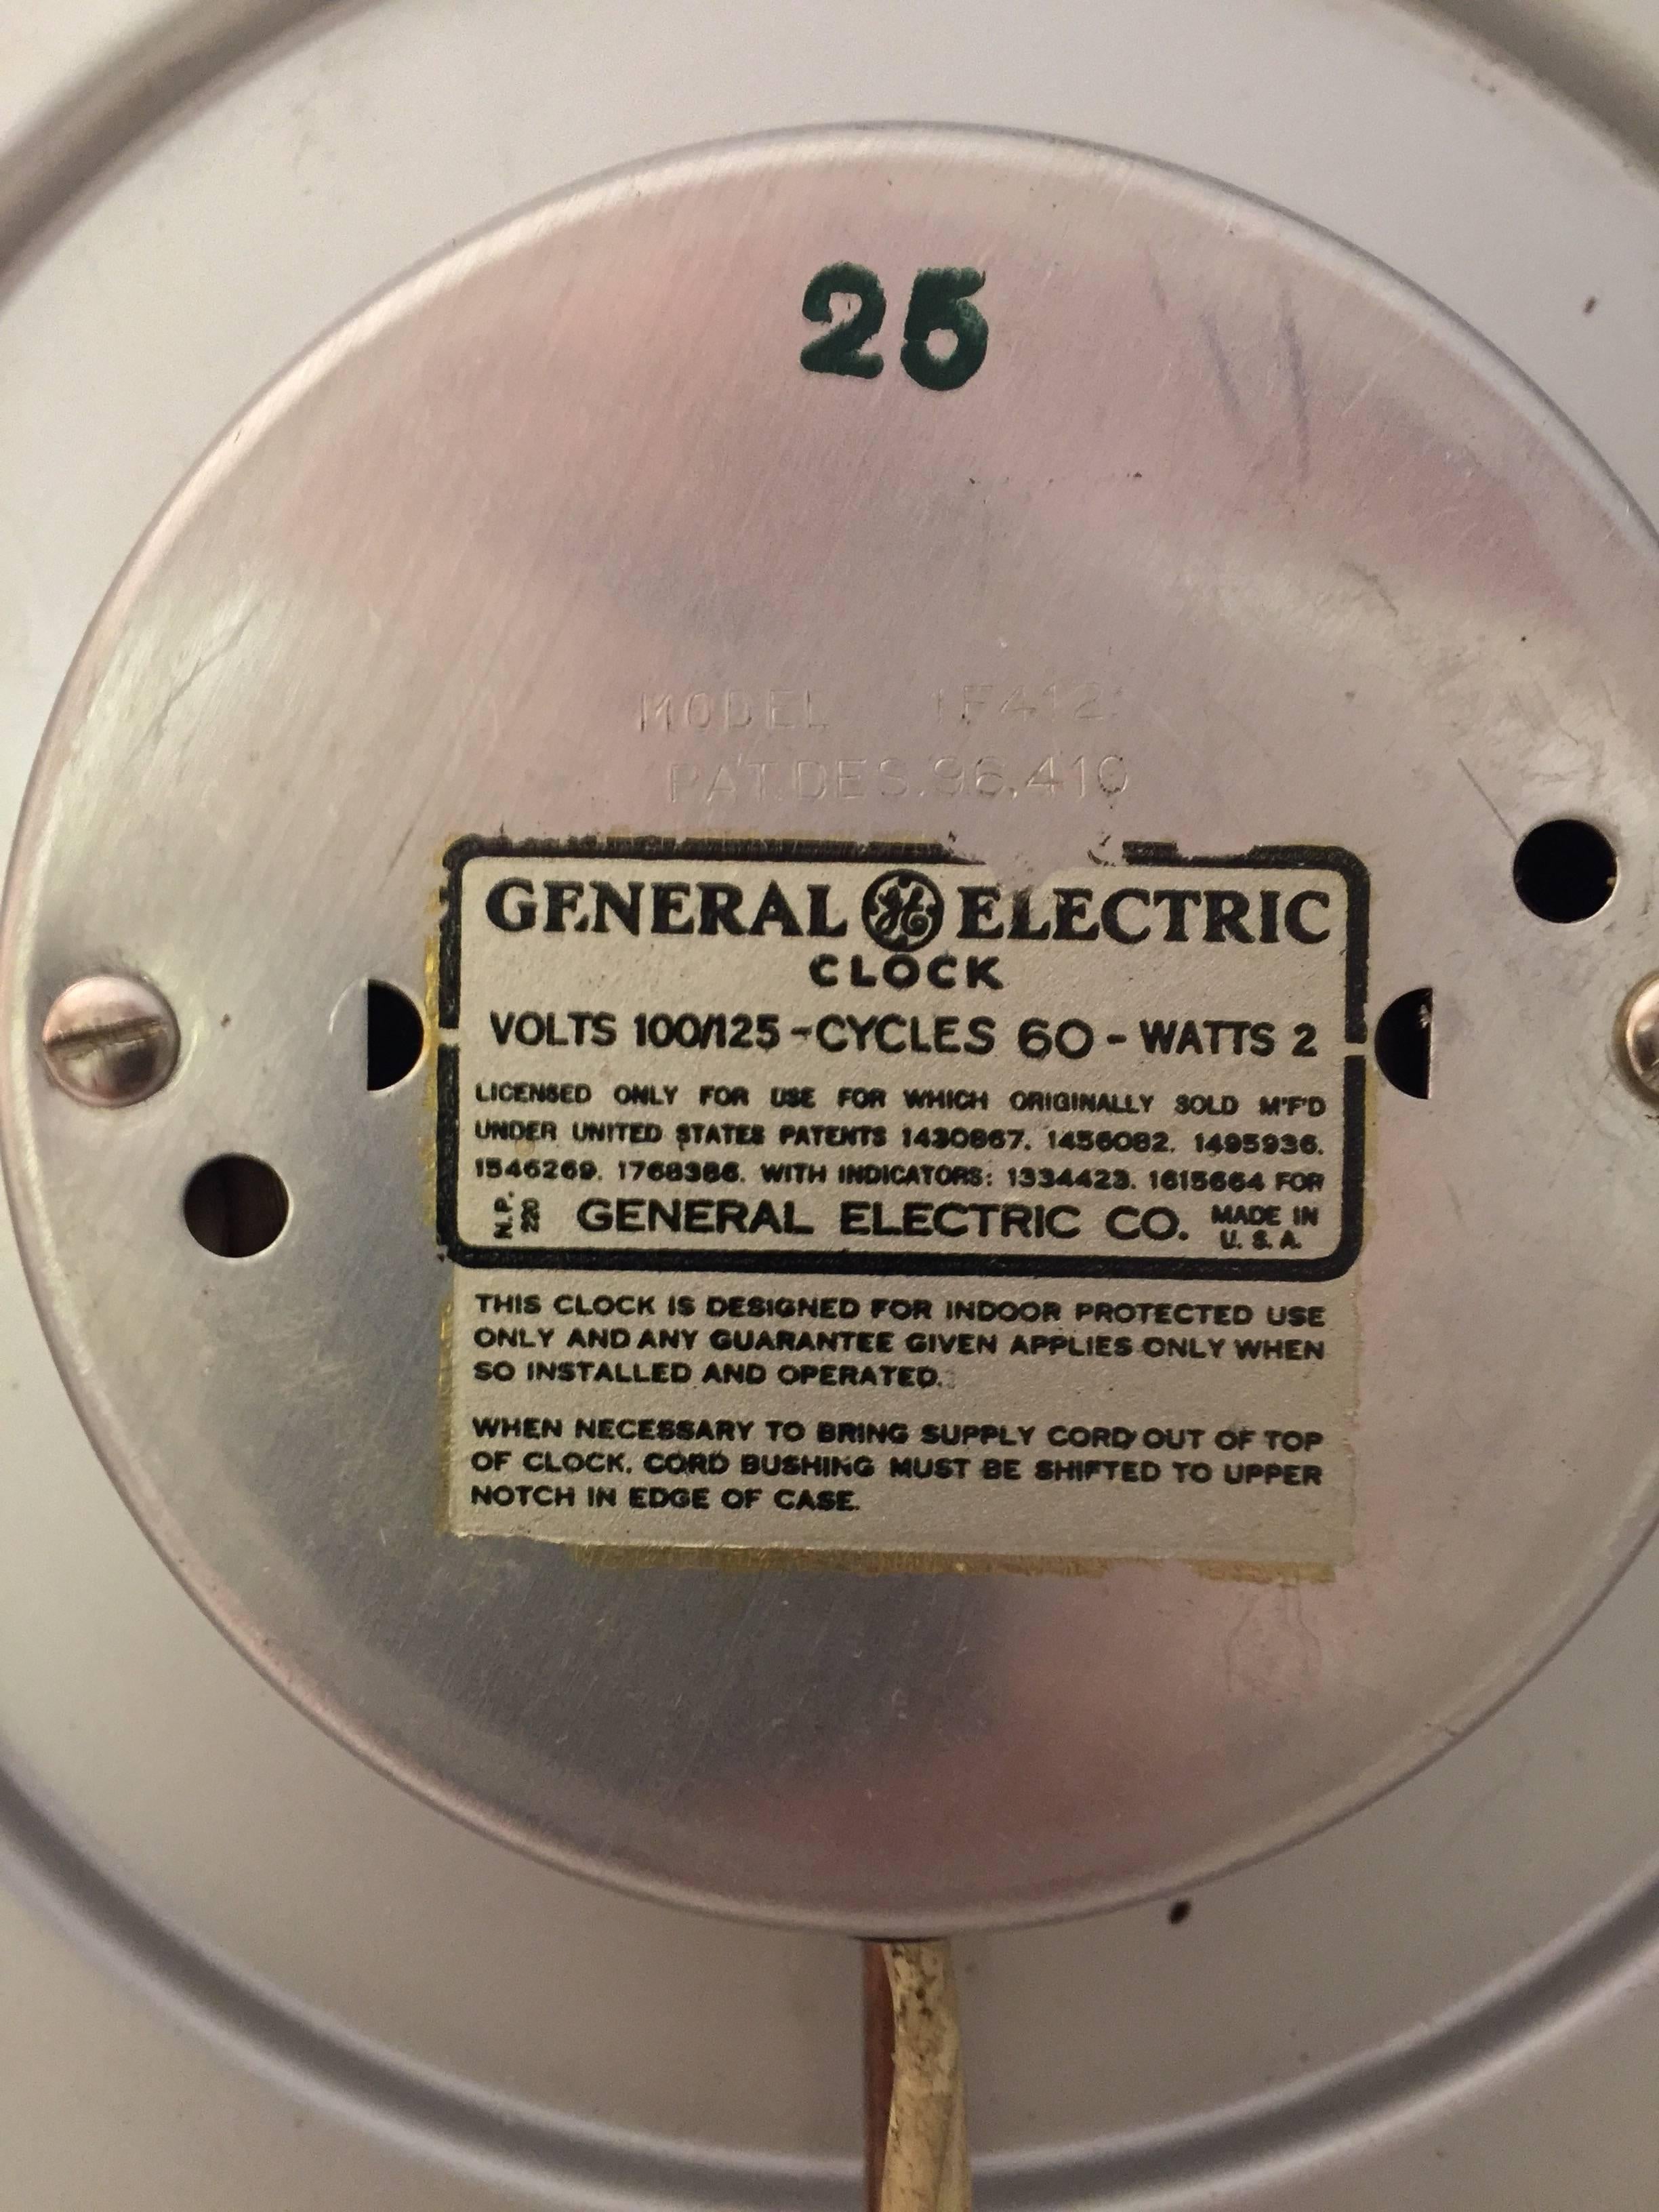 25
MODEL 1F412
PAT. DES. 96,410
GENERAL GE ELECTRIC
CLOCK
VOLTS 100/125 - CYCLES 60 - WATTS 2
LICENSED ONLY FOR USE FOR WHICH ORIGINALLY SOLD M'F'D
UNDER UNITED STATES PATENTS 1430867. 1456082. 1495936.
1546269. 1768386. WITH INDICATORS: 1334423. 1615664 FOR
N.P. 220 GENERAL ELECTRIC CO. MADE IN
U. S. A.
THIS CLOCK IS DESIGNED FOR INDOOR PROTECTED USE
ONLY AND ANY GUARANTEE GIVEN APPLIES ONLY WHEN
SO INSTALLED AND OPERATED.
WHEN NECESSARY TO BRING SUPPLY CORD OUT OF TOP
OF CLOCK. CORD BUSHING MUST BE SHIFTED TO UPPER
NOTCH IN EDGE OF CASE.